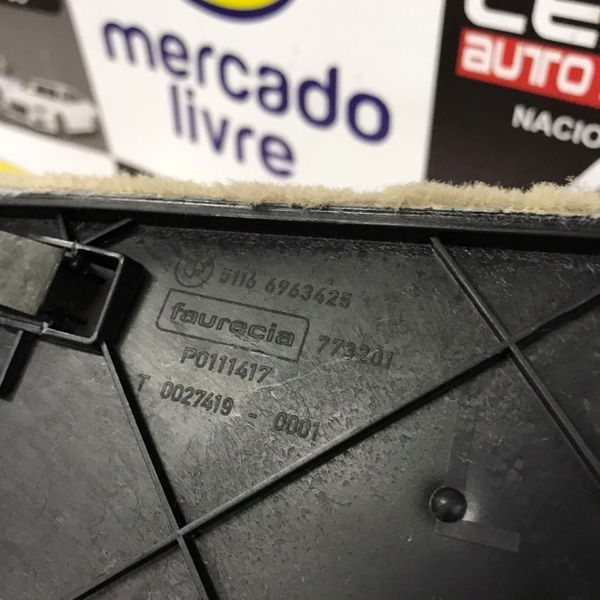 mercado
livre
AUTO
NACIO
5116 6963625
faurecia 773201
P0111417
T 0027419 - 0001